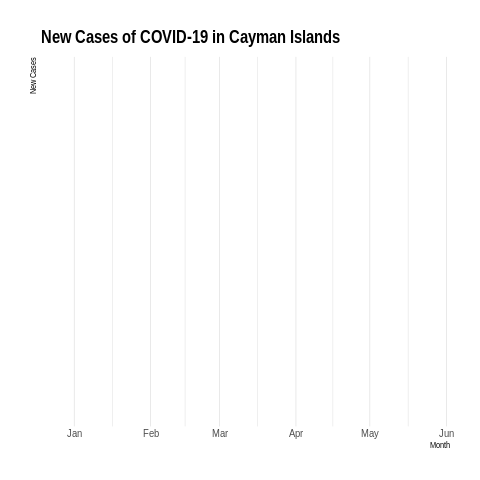 New Cases of COVID-19 in Cayman Islands
New Cases
Jan Feb Mar Apr May Jun
Month